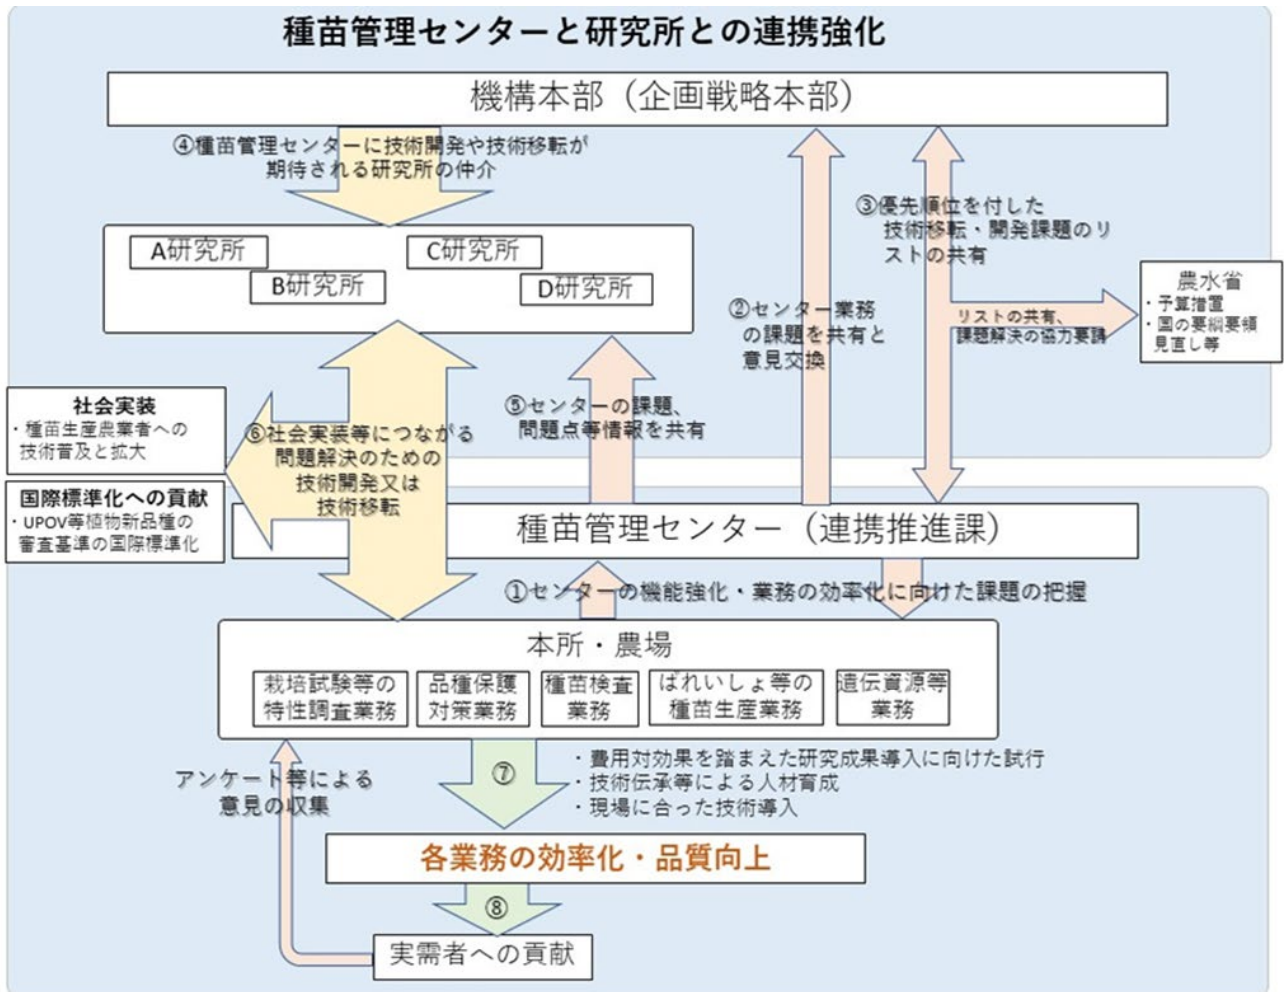 種苗管理センターと研究所との連携強化
機構本部（企画戦略本部）
④種苗管理センターに技術開発や技術移転が
期待される研究所の仲介
A研究所
C研究所
B研究所
D研究所
②センター業務
の課題を共有と
意見交換
③優先順位を付した
技術移転・開発課題のリ
ストの共有
リストの共有、
課題解決の協力要請
農水省
・予算措置
・国の要綱要領
見直し等
社会実装
・種苗生産農業者への
技術普及と拡大
国際標準化への貢献
・UPOV等植物新品種の
審査基準の国際標準化
⑥社会実装等につながる
問題解決のための
技術開発又は
技術移転
⑤センターの課題、
問題点等情報を共有
種苗管理センター（連携推進課）
①センターの機能強化・業務の効率化に向けた課題の把握
本所・農場
栽培試験等の
特性調査業務
品種保護
対策業務
種苗検査
業務
ばれいしょ等の
種苗生産業務
遺伝資源等
業務
アンケート等による
意見の収集
⑦
・費用対効果を踏まえた研究成果導入に向けた試行
・技術伝承等による人材育成
・現場に合った技術導入
各業務の効率化・品質向上
⑧
実需者への貢献